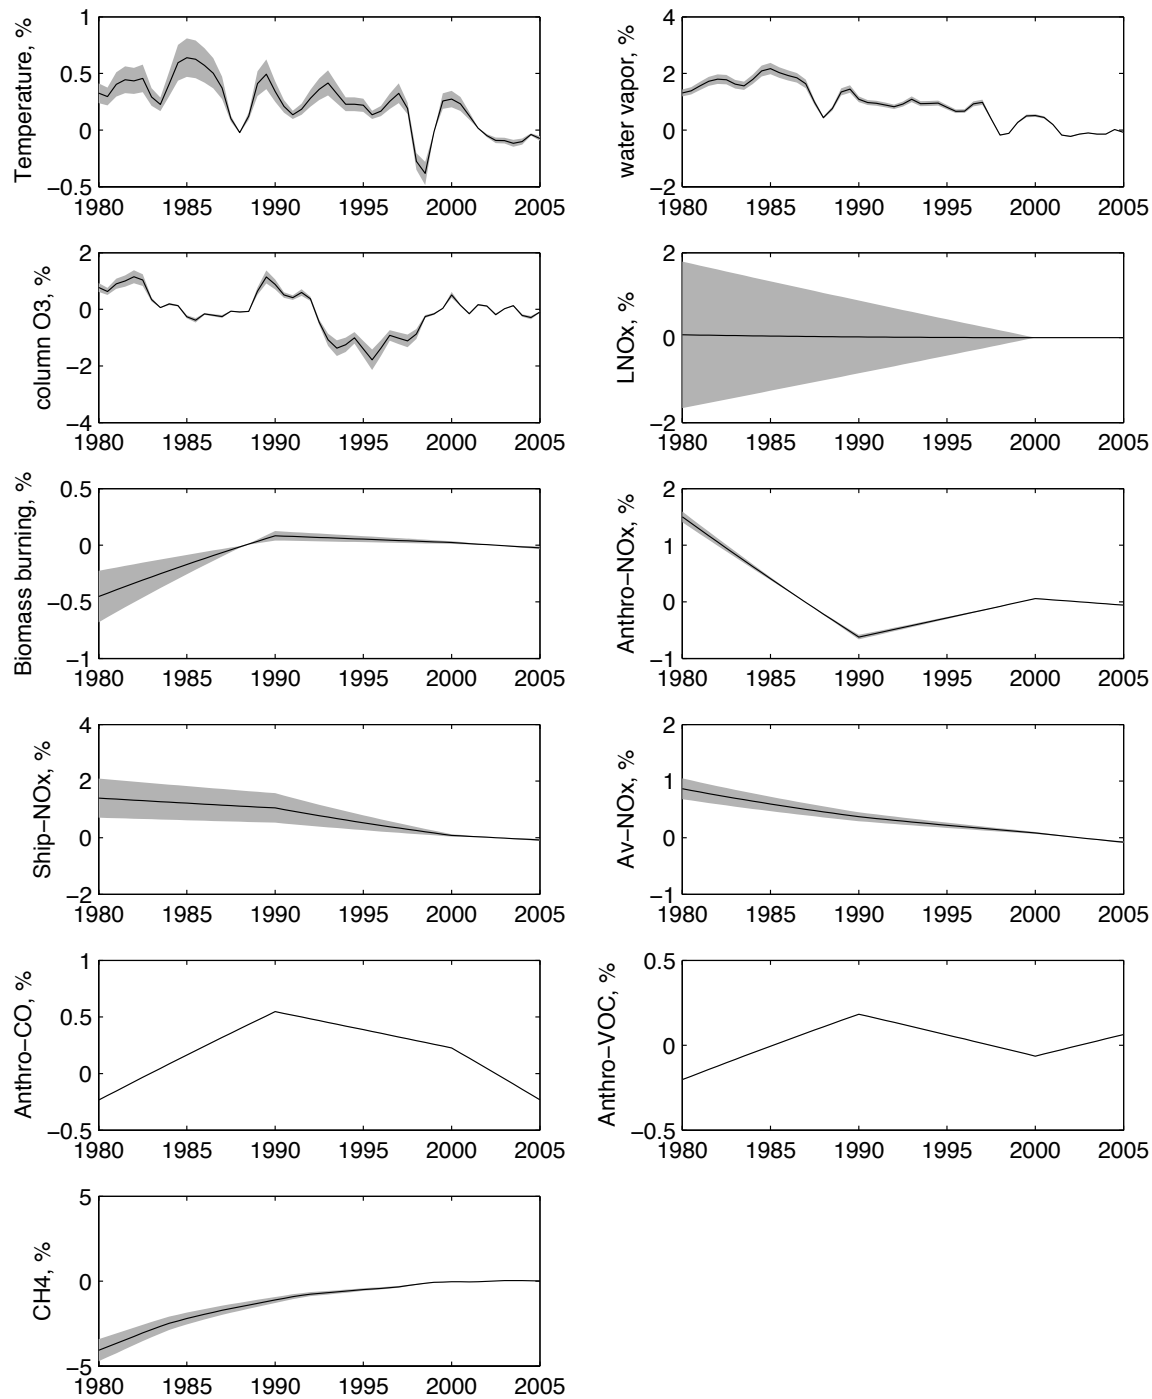 Temperature, %
1
0.5
0
−0.5
1980 1985 1990 1995 2000 2005
water vapor, %
4
2
0
−2
1980 1985 1990 1995 2000 2005
column O3, %
2
0
−2
−4
1980 1985 1990 1995 2000 2005
LNOx, %
2
0
−2
1980 1985 1990 1995 2000 2005
Biomass burning, %
0.5
0
−0.5
−1
1980 1985 1990 1995 2000 2005
Anthro−NOx, %
2
1
0
−1
1980 1985 1990 1995 2000 2005
Ship−NOx, %
4
2
0
−2
1980 1985 1990 1995 2000 2005
Av−NOx, %
2
1
0
−1
1980 1985 1990 1995 2000 2005
Anthro−CO, %
1
0.5
0
−0.5
1980 1985 1990 1995 2000 2005
Anthro−VOC, %
0.5
0
−0.5
1980 1985 1990 1995 2000 2005
CH4, %
5
0
−5
1980 1985 1990 1995 2000 2005